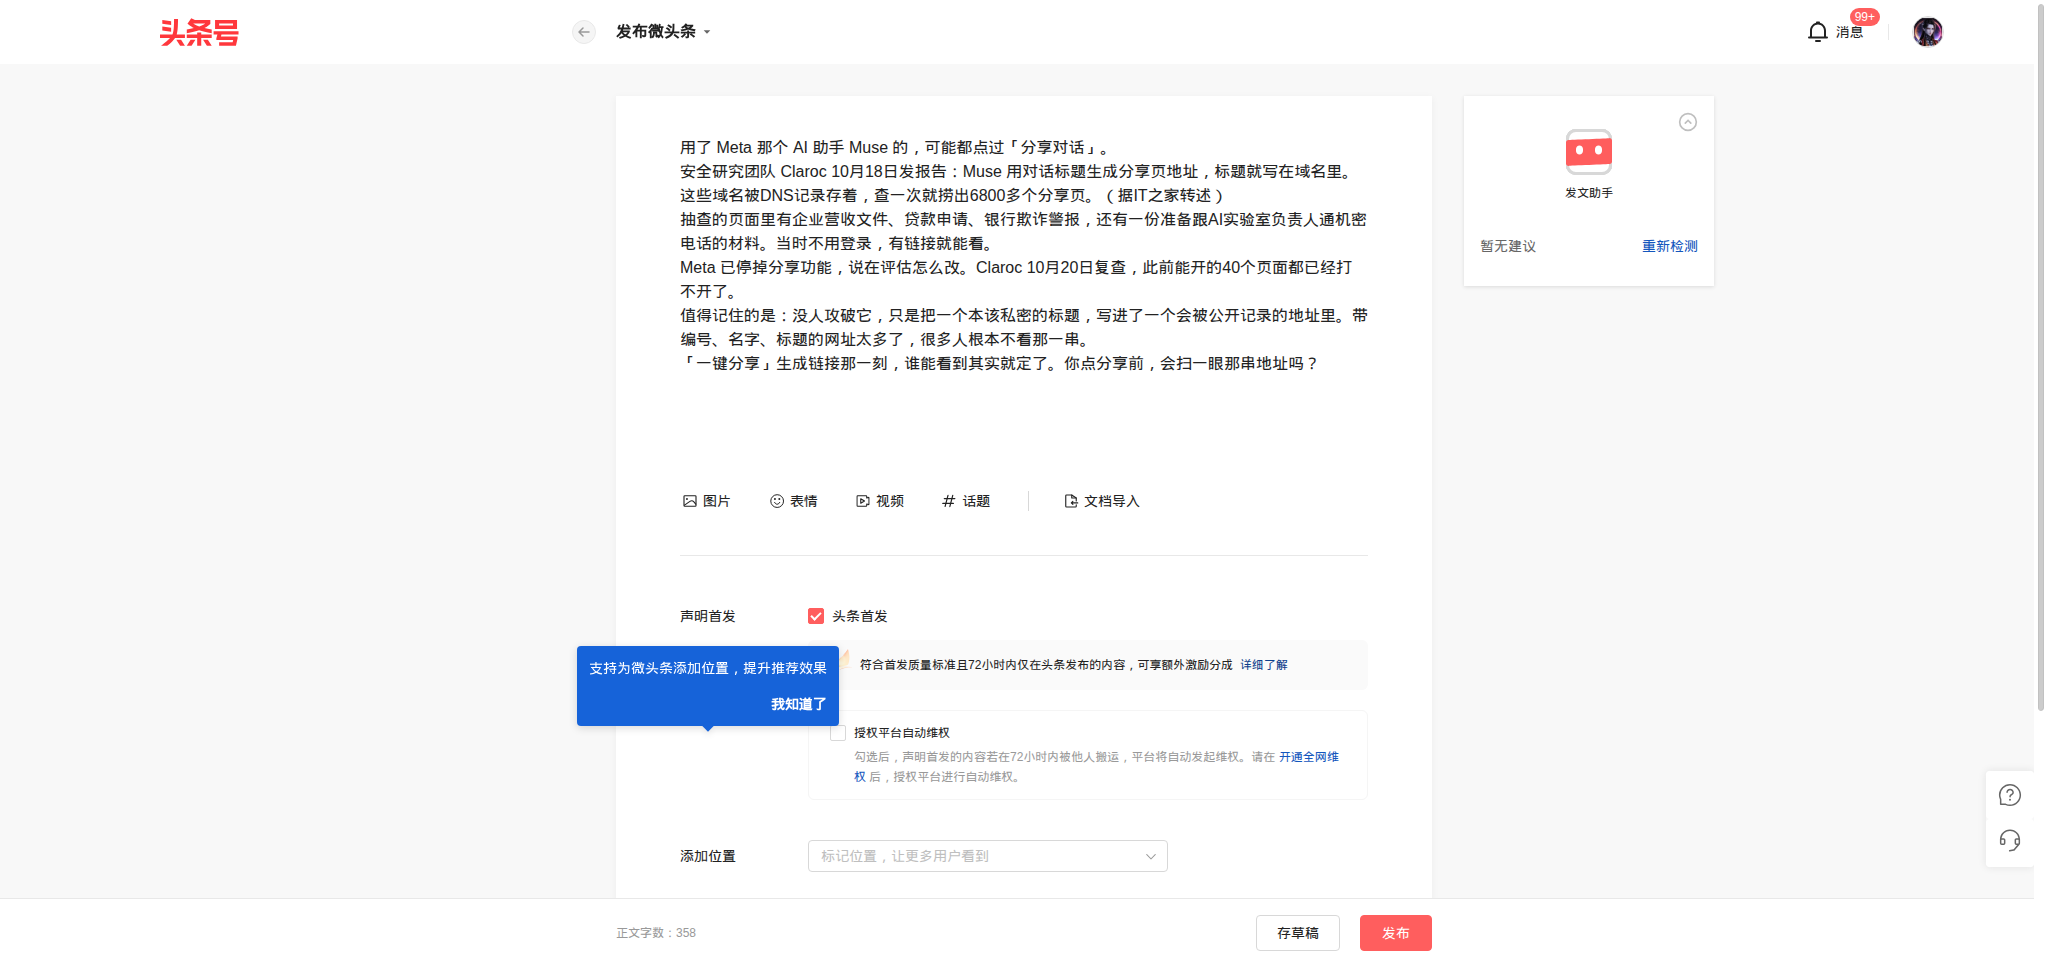 头条号
发布微头条
消息
99+
用了 Meta 那个 AI 助手 Muse 的，可能都点过「分享对话」。
安全研究团队 Claroc 10月18日发报告：Muse 用对话标题生成分享页地址，标题就写在域名里。
这些域名被DNS记录存着，查一次就捞出6800多个分享页。（据IT之家转述）
抽查的页面里有企业营收文件、贷款申请、银行欺诈警报，还有一份准备跟AI实验室负责人通机密
电话的材料。当时不用登录，有链接就能看。
Meta 已停掉分享功能，说在评估怎么改。Claroc 10月20日复查，此前能开的40个页面都已经打
不开了。
值得记住的是：没人攻破它，只是把一个本该私密的标题，写进了一个会被公开记录的地址里。带
编号、名字、标题的网址太多了，很多人根本不看那一串。
「一键分享」生成链接那一刻，谁能看到其实就定了。你点分享前，会扫一眼那串地址吗？
发文助手
暂无建议
重新检测
图片
表情
视频
话题
文档导入
声明首发
头条首发
符合首发质量标准且72小时内仅在头条发布的内容，可享额外激励分成 详细了解
支持为微头条添加位置，提升推荐效果
我知道了
授权平台自动维权
勾选后，声明首发的内容若在72小时内被他人搬运，平台将自动发起维权。请在 开通全网维
权 后，授权平台进行自动维权。
添加位置
标记位置，让更多用户看到
正文字数：358
存草稿
发布